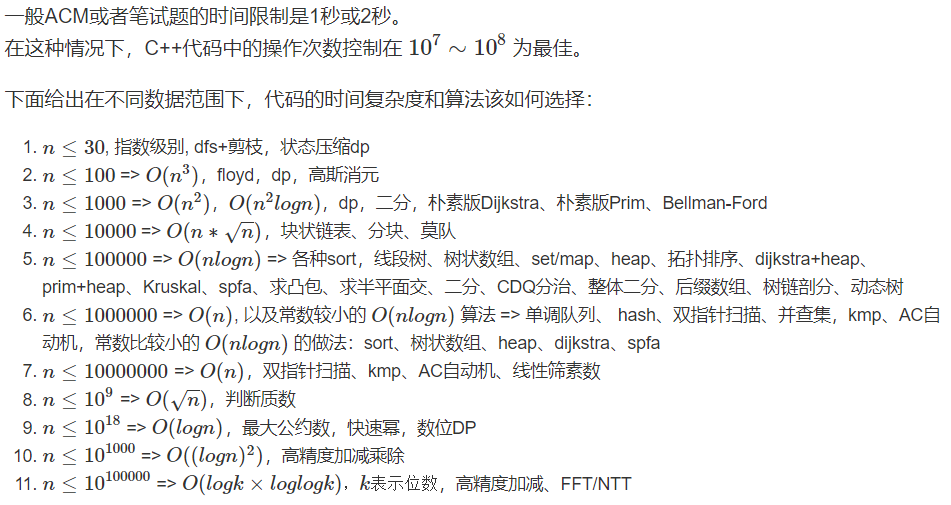 一般ACM或者笔试题的时间限制是1秒或2秒。
在这种情况下，C++代码中的操作次数控制在 10^7 ∼ 10^8 为最佳。
下面给出在不同数据范围下，代码的时间复杂度和算法该如何选择：
1. n ≤ 30, 指数级别, dfs+剪枝，状态压缩dp
2. n ≤ 100 => O(n^3)，floyd，dp，高斯消元
3. n ≤ 1000 => O(n^2)，O(n^2logn)，dp，二分，朴素版Dijkstra、朴素版Prim、Bellman-Ford
4. n ≤ 10000 => O(n ∗ √n)，块状链表、分块、莫队
5. n ≤ 100000 => O(nlogn) => 各种sort，线段树、树状数组、set/map、heap、拓扑排序、dijkstra+heap、
prim+heap、Kruskal、spfa、求凸包、求半平面交、二分、CDQ分治、整体二分、后缀数组、树链剖分、动态树
6. n ≤ 1000000 => O(n), 以及常数较小的 O(nlogn) 算法 => 单调队列、 hash、双指针扫描、并查集，kmp、AC自
动机，常数比较小的 O(nlogn) 的做法：sort、树状数组、heap、dijkstra、spfa
7. n ≤ 10000000 => O(n)，双指针扫描、kmp、AC自动机、线性筛素数
8. n ≤ 10^9 => O(√n)，判断质数
9. n ≤ 10^18 => O(logn)，最大公约数，快速幂，数位DP
10. n ≤ 10^1000 => O((logn)^2)，高精度加减乘除
11. n ≤ 10^100000 => O(logk × loglogk)，k表示位数，高精度加减、FFT/NTT